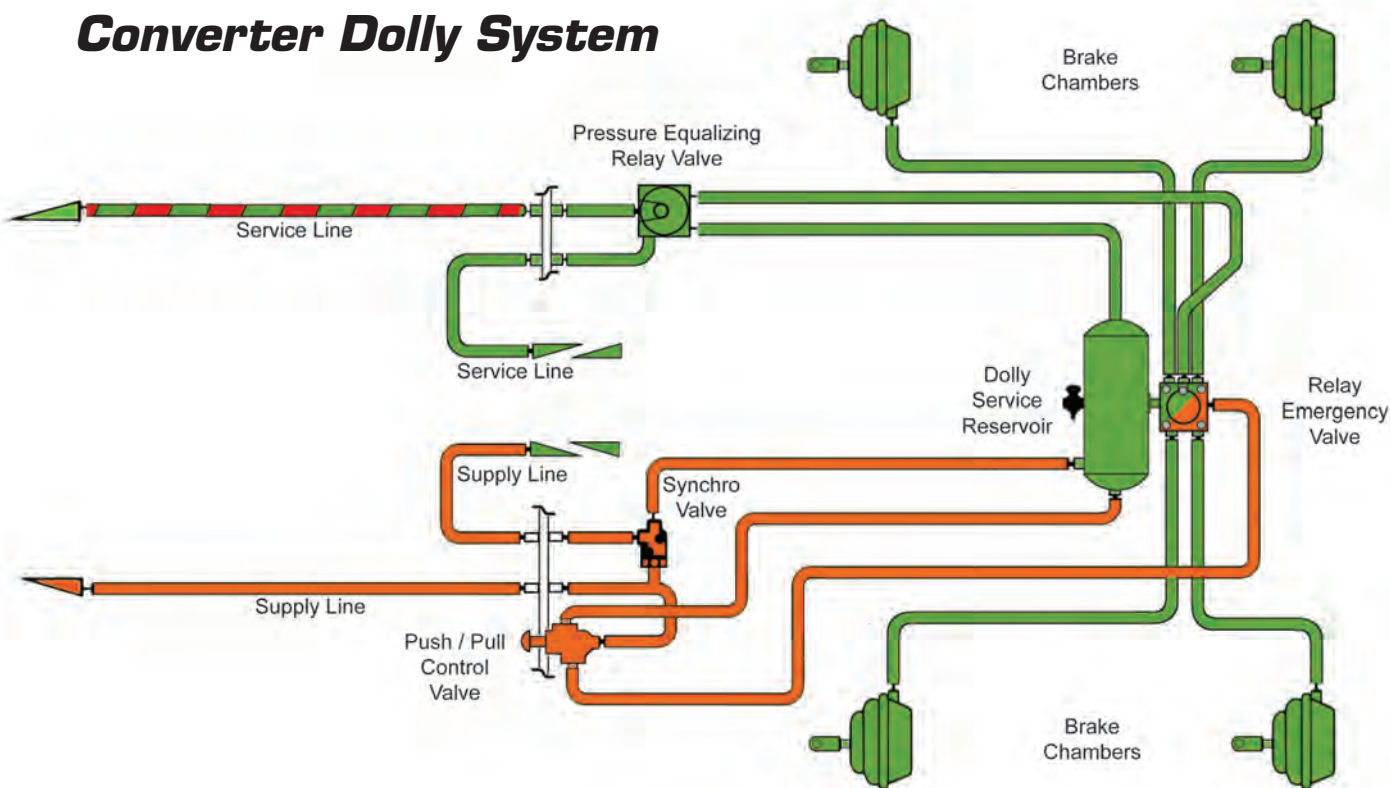 Converter Dolly System
Brake
Chambers
Pressure Equalizing
Relay Valve
Service Line
Service Line
Dolly
Service
Reservoir
Relay
Emergency
Valve
Supply Line
Synchro
Valve
Supply Line
Push / Pull
Control
Valve
Brake
Chambers